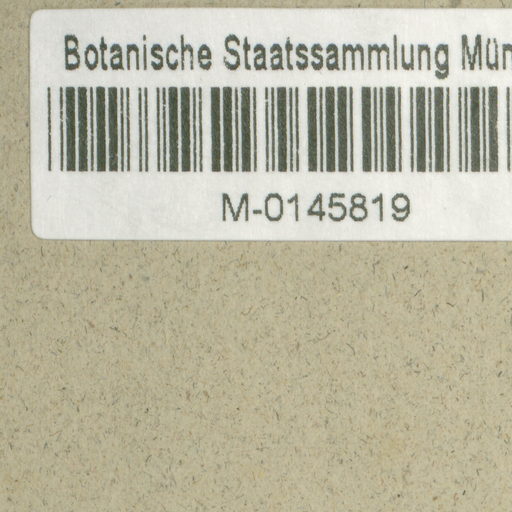 Botanische Staatssammlung Mün
M-0145819